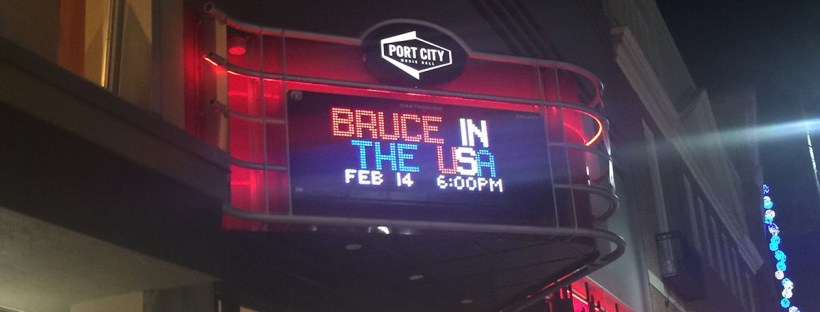 PORT CITY
MUSIC HALL
BRUCE IN
THE USA
FEB 14 6:00PM